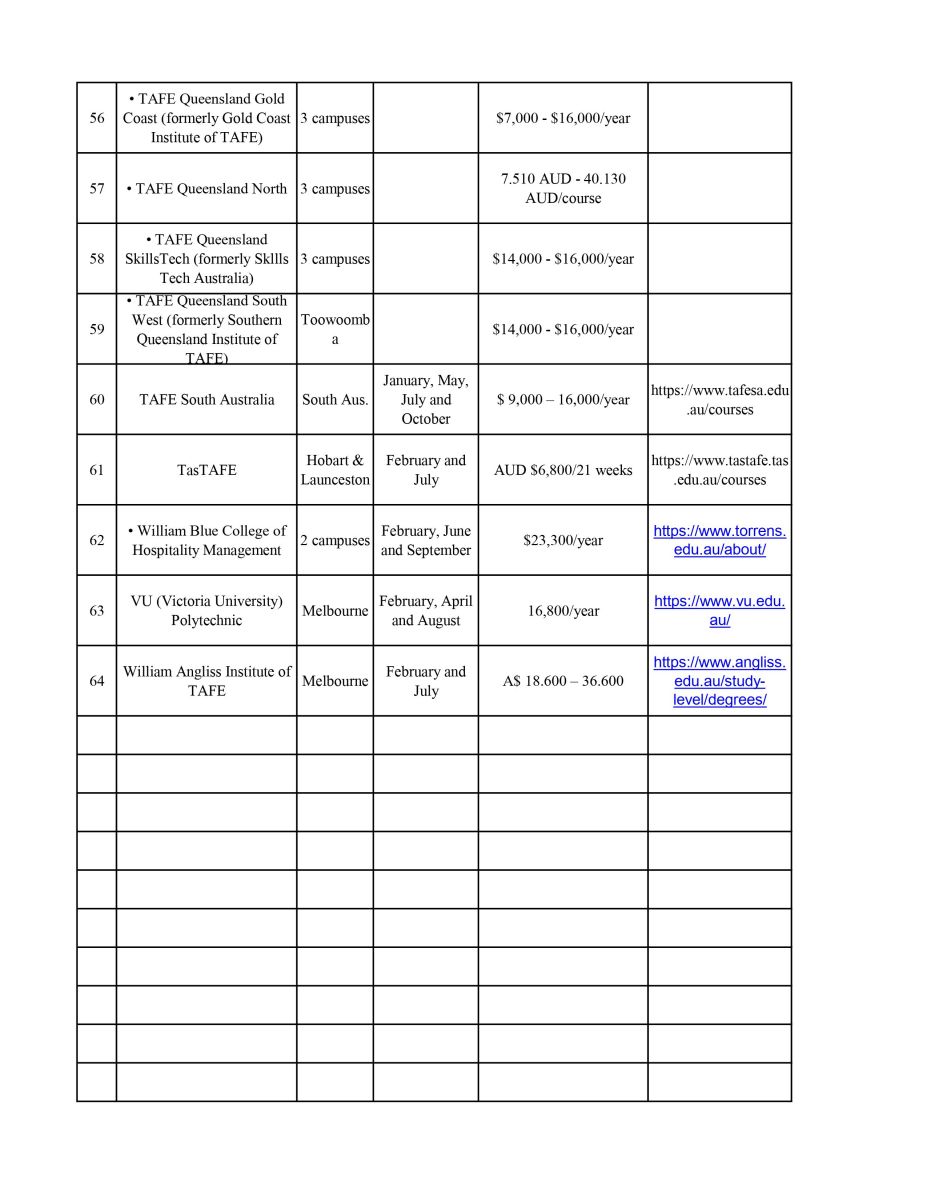 56
• TAFE Queensland Gold
Coast (formerly Gold Coast
Institute of TAFE)
3 campuses
$7,000 - $16,000/year
57
• TAFE Queensland North
3 campuses
7.510 AUD - 40.130
AUD/course
58
• TAFE Queensland
SkillsTech (formerly Skllls
Tech Australia)
3 campuses
$14,000 - $16,000/year
59
• TAFE Queensland South
West (formerly Southern
Queensland Institute of
TAFE)
Toowoomb
a
$14,000 - $16,000/year
60
TAFE South Australia
South Aus.
January, May,
July and
October
$ 9,000 – 16,000/year
https://www.tafesa.edu
.au/courses
61
TasTAFE
Hobart &
Launceston
February and
July
AUD $6,800/21 weeks
https://www.tastafe.tas
.edu.au/courses
62
• William Blue College of
Hospitality Management
2 campuses
February, June
and September
$23,300/year
https://www.torrens.
edu.au/about/
63
VU (Victoria University)
Polytechnic
Melbourne
February, April
and August
16,800/year
https://www.vu.edu.
au/
64
William Angliss Institute of
TAFE
Melbourne
February and
July
A$ 18.600 – 36.600
https://www.angliss.
edu.au/study-
level/degrees/